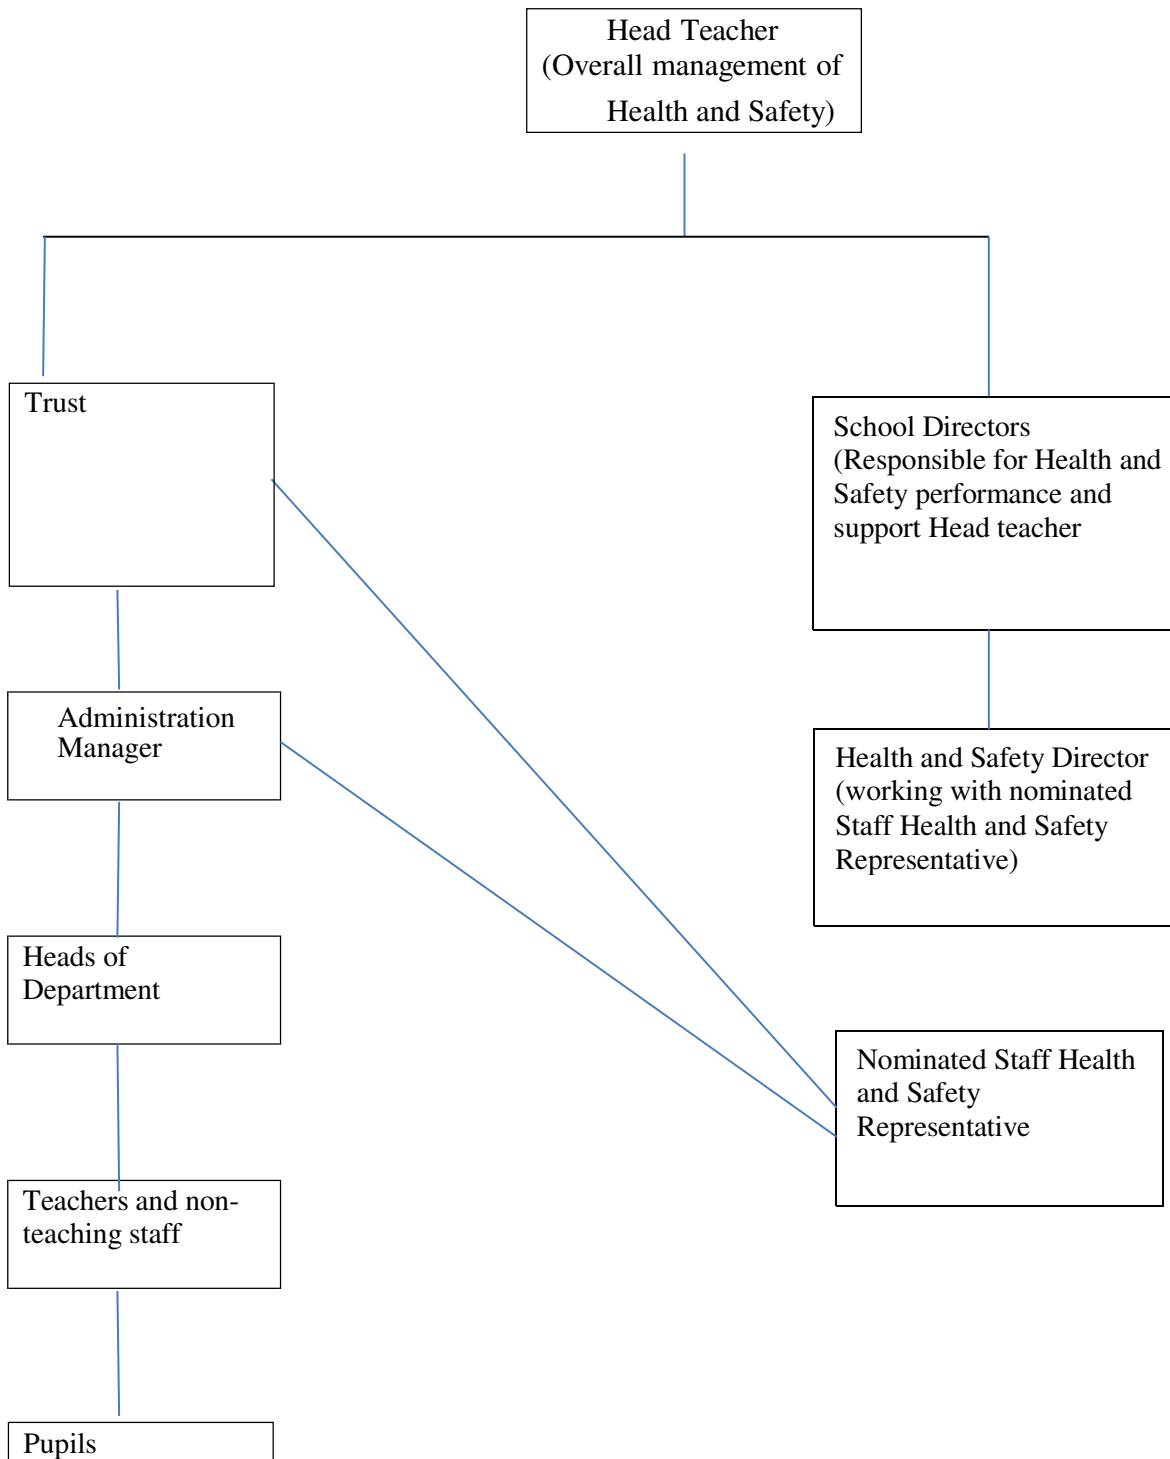 Head Teacher
(Overall management of
Health and Safety)
Trust
School Directors
(Responsible for Health and
Safety performance and
support Head teacher
Administration
Manager
Health and Safety Director
(working with nominated
Staff Health and Safety
Representative)
Heads of
Department
Nominated Staff Health
and Safety
Representative
Teachers and non-
teaching staff
Pupils